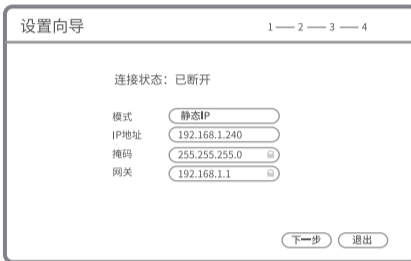 设置向导
1 — 2 — 3 — 4
连接状态：已断开
模式 静态IP
IP地址 192.168.1.240
掩码 255.255.255.0
网关 192.168.1.1
下一步 退出